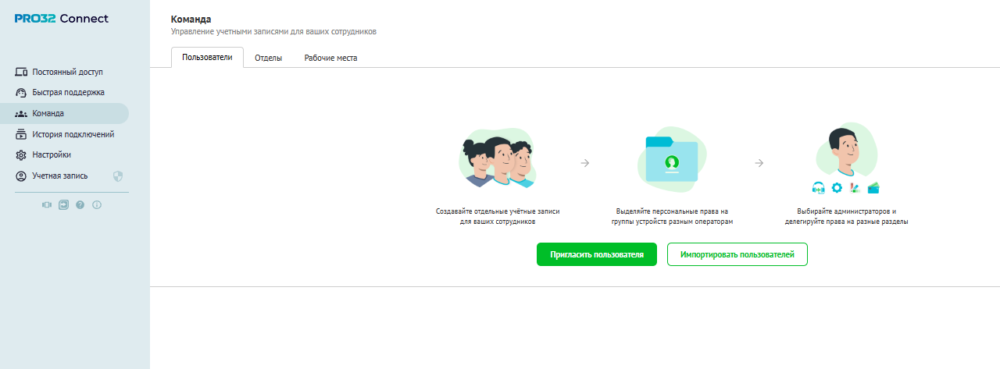 PRO32 Connect
Постоянный доступ
Быстрая поддержка
Команда
История подключений
Настройки
Учетная запись
Команда
Управление учетными записями для ваших сотрудников
Пользователи
Отделы
Рабочие места
Создавайте отдельные учётные записи
для ваших сотрудников
Выделяйте персональные права на
группы устройств разным операторам
Выбирайте администраторов и
делегируйте права на разные разделы
Пригласить пользователя
Импортировать пользователей